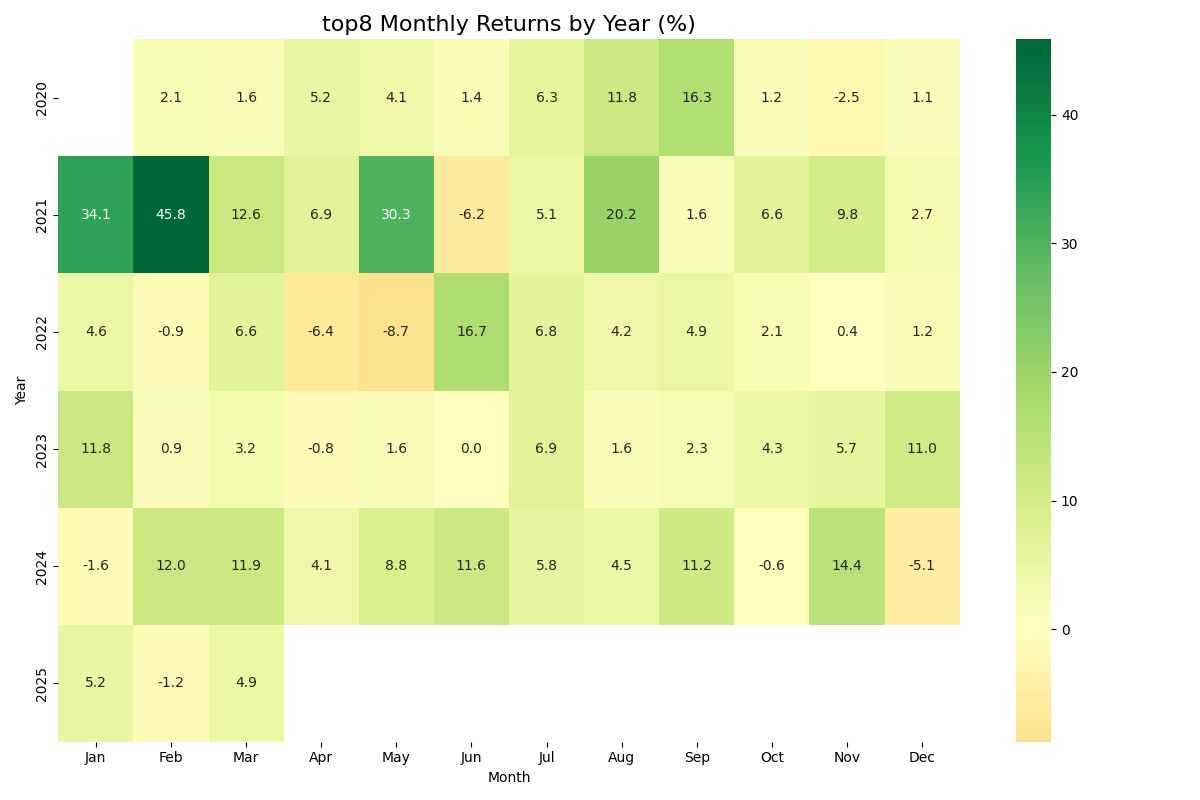 top8 Monthly Returns by Year (%)
2020 2.1 1.6 5.2 4.1 1.4 6.3 11.8 16.3 1.2 -2.5 1.1
2021 34.1 45.8 12.6 6.9 30.3 -6.2 5.1 20.2 1.6 6.6 9.8 2.7
2022 4.6 -0.9 6.6 -6.4 -8.7 16.7 6.8 4.2 4.9 2.1 0.4 1.2
2023 11.8 0.9 3.2 -0.8 1.6 0.0 6.9 1.6 2.3 4.3 5.7 11.0
2024 -1.6 12.0 11.9 4.1 8.8 11.6 5.8 4.5 11.2 -0.6 14.4 -5.1
2025 5.2 -1.2 4.9
Jan Feb Mar Apr May Jun Jul Aug Sep Oct Nov Dec
Month
Year
40
30
20
10
0